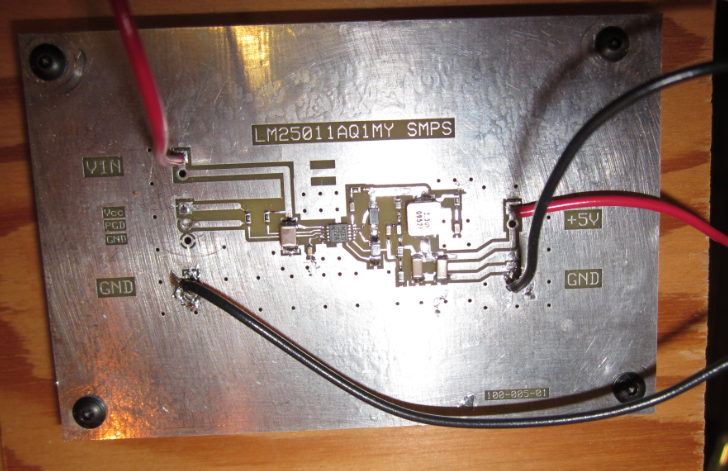 LM25011AQ1MY SMPS
VIN
Vcc
PGD
GND
GND
+5V
GND
100-005-01